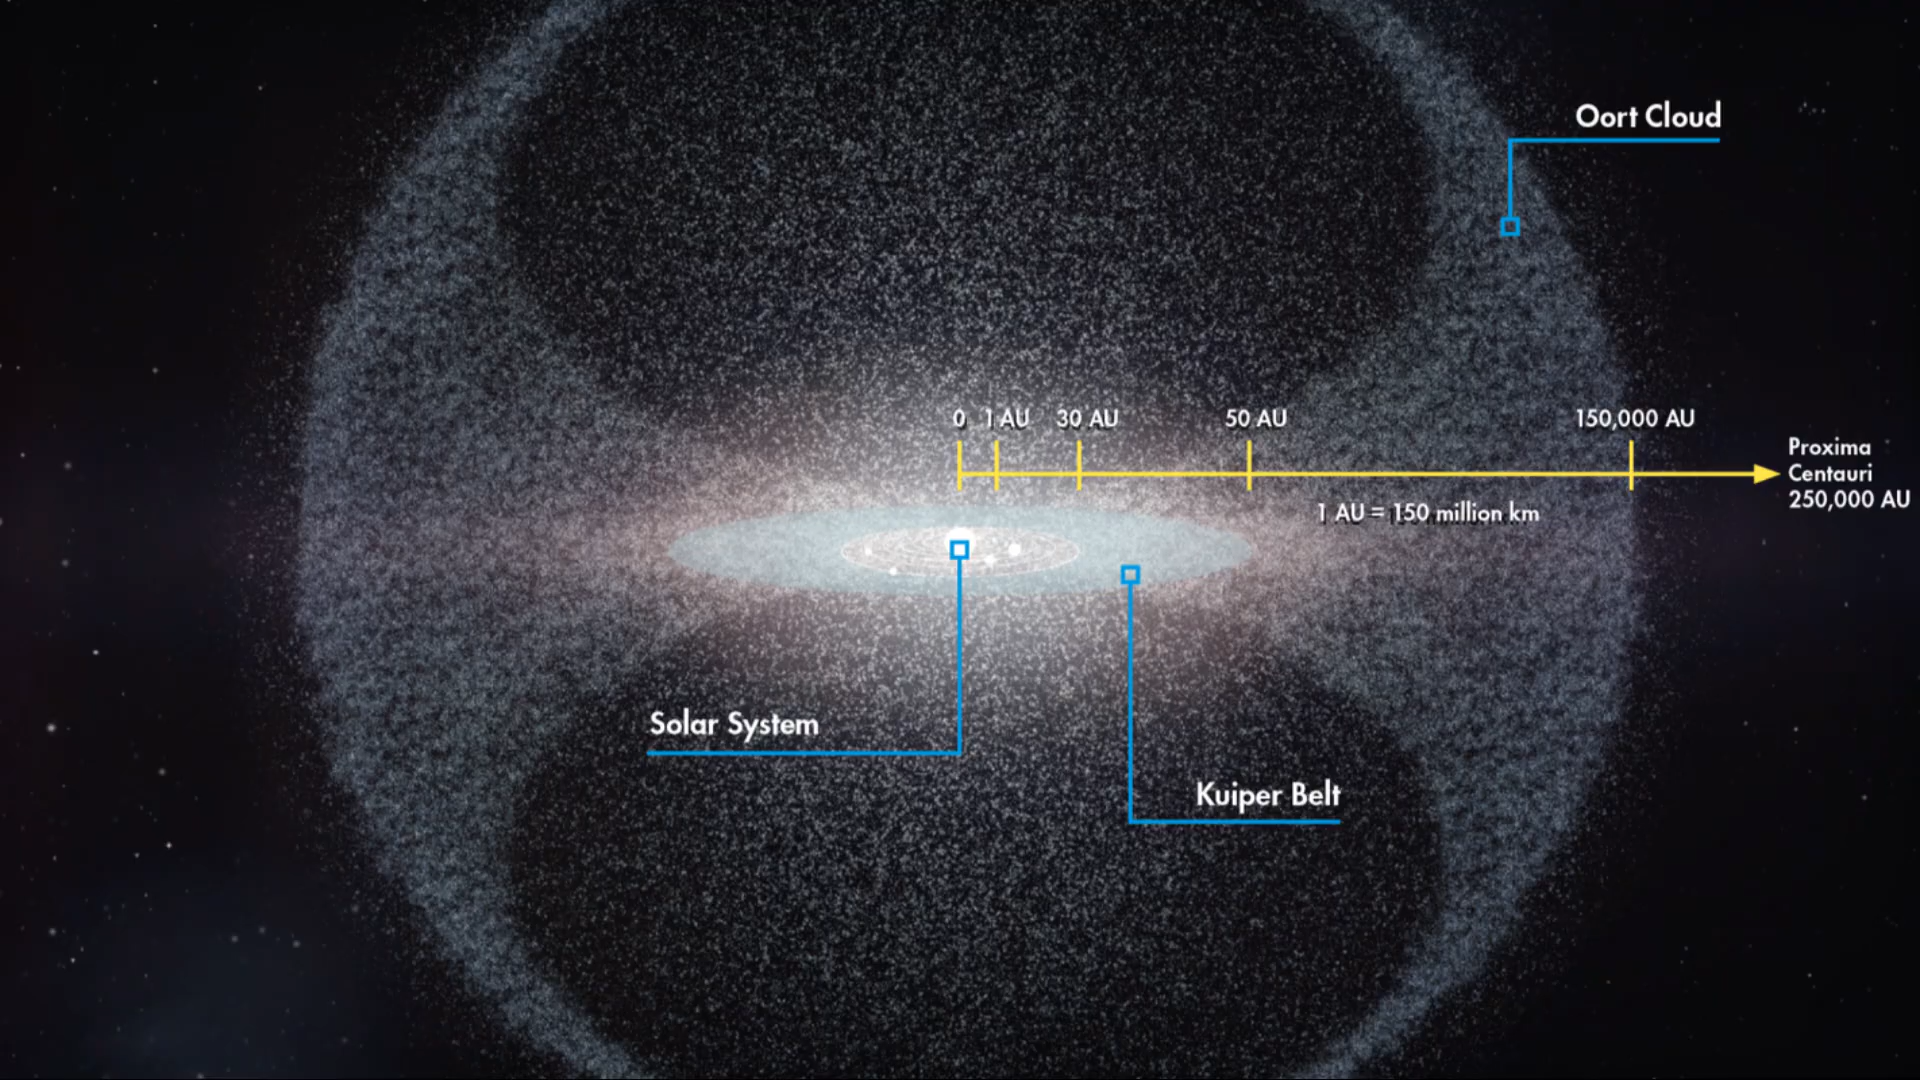 Oort Cloud
0 1 AU 30 AU 50 AU 150,000 AU
Proxima
Centauri
250,000 AU
1 AU = 150 million km
Solar System
Kuiper Belt